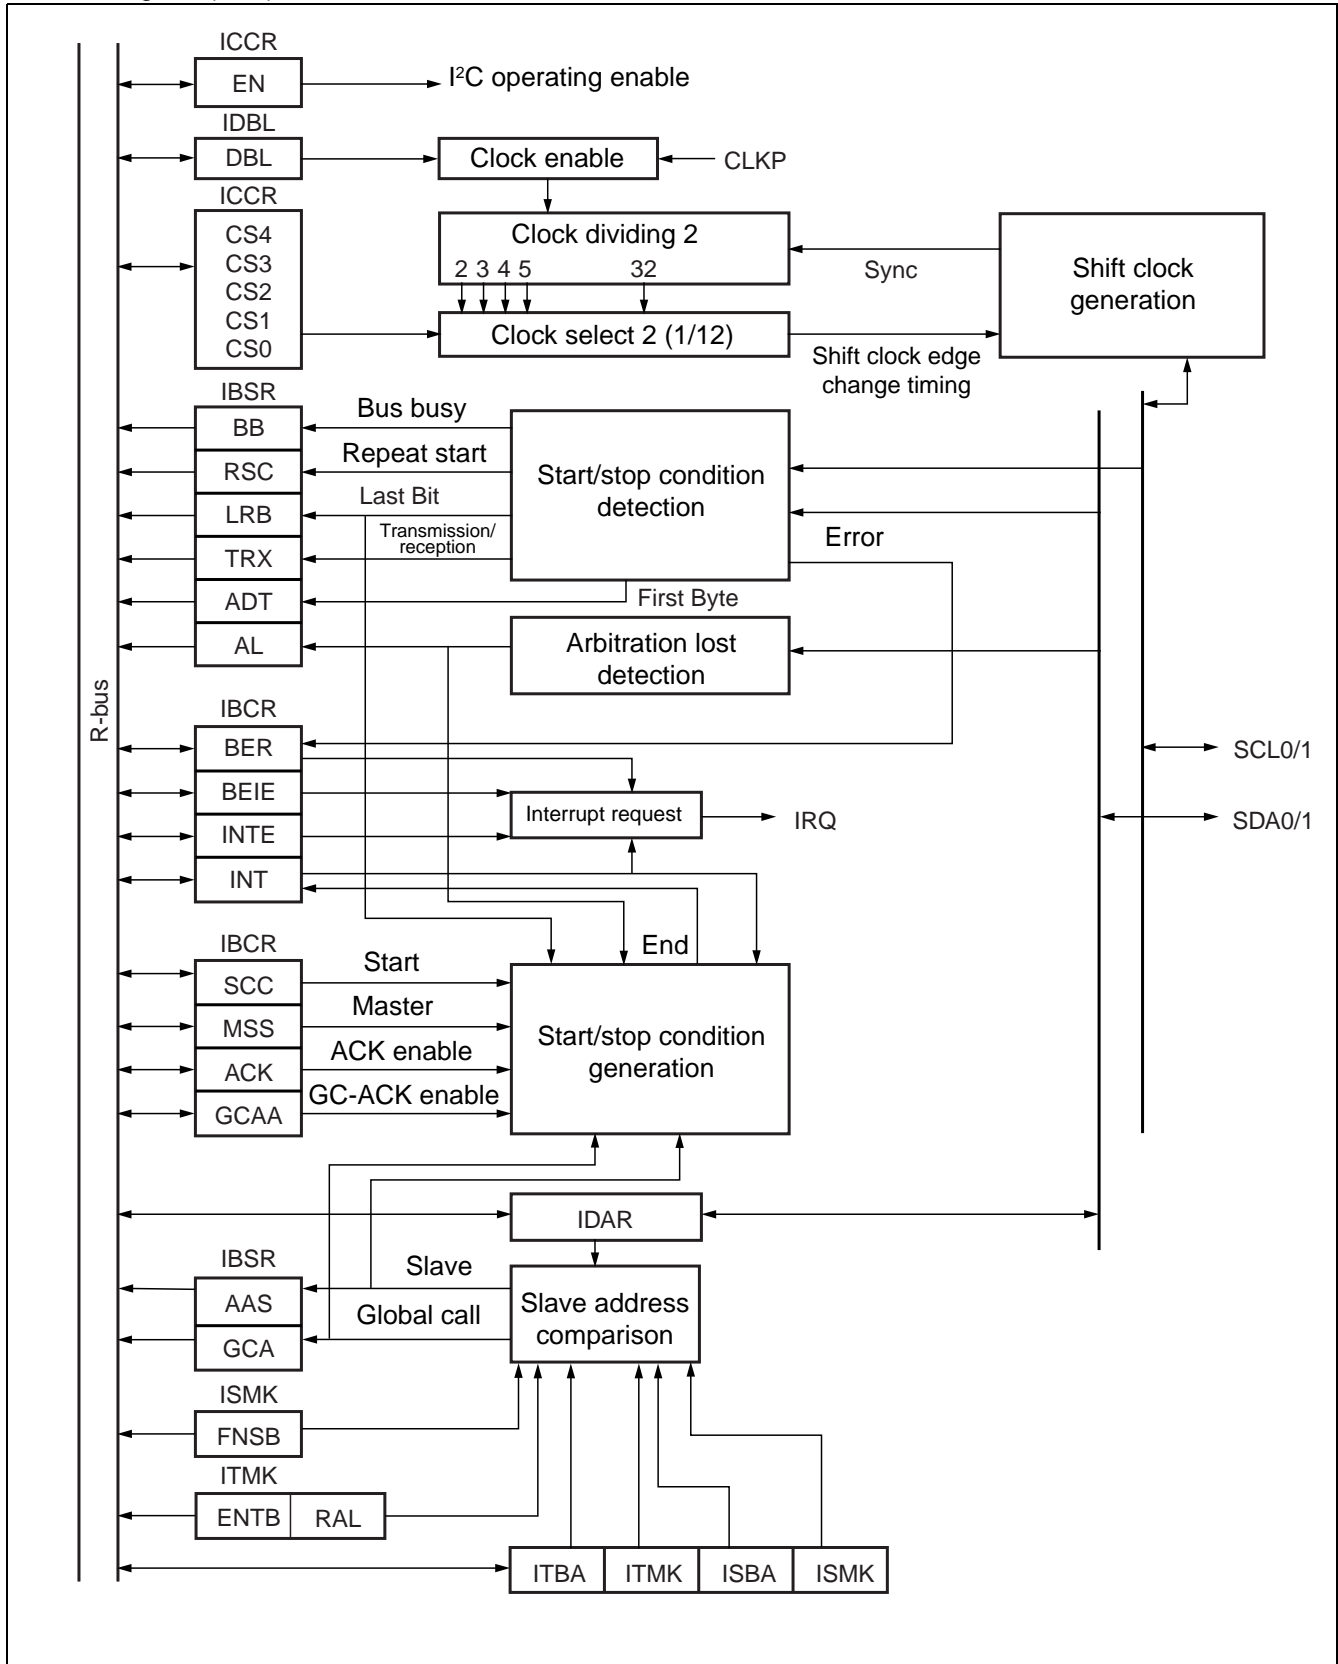 ICCR
EN
I²C operating enable
IDBL
DBL
Clock enable
CLKP
ICCR
CS4
CS3
CS2
CS1
CS0
Clock dividing 2
2 3 4 5 32
Sync
Shift clock
generation
Clock select 2 (1/12)
Shift clock edge
change timing
IBSR
BB
Bus busy
RSC
Repeat start
LRB
Last Bit
TRX
Transmission/
reception
ADT
First Byte
AL
Start/stop condition
detection
Error
Arbitration lost
detection
R-bus
IBCR
BER
BEIE
INTE
INT
Interrupt request
IRQ
SCL0/1
SDA0/1
IBCR
SCC
Start
MSS
Master
ACK
ACK enable
GCAA
GC-ACK enable
End
Start/stop condition
generation
IDAR
IBSR
AAS
Slave
GCA
Global call
Slave address
comparison
ISMK
FNSB
ITMK
ENTB RAL
ITBA ITMK ISBA ISMK